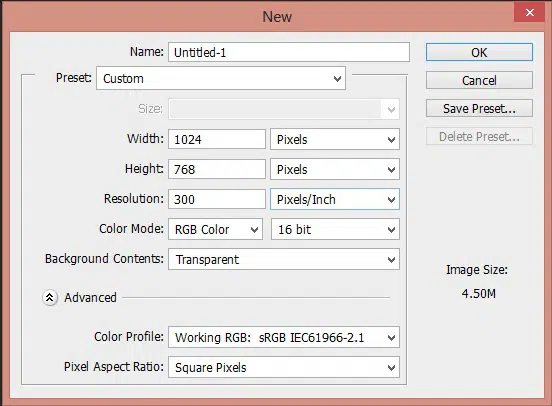 New
Name: Untitled-1
OK
Preset: Custom
Cancel
Size:
Save Preset...
Width: 1024 Pixels
Delete Preset...
Height: 768 Pixels
Resolution: 300 Pixels/Inch
Color Mode: RGB Color 16 bit
Background Contents: Transparent
Image Size:
4.50M
Advanced
Color Profile: Working RGB: sRGB IEC61966-2.1
Pixel Aspect Ratio: Square Pixels